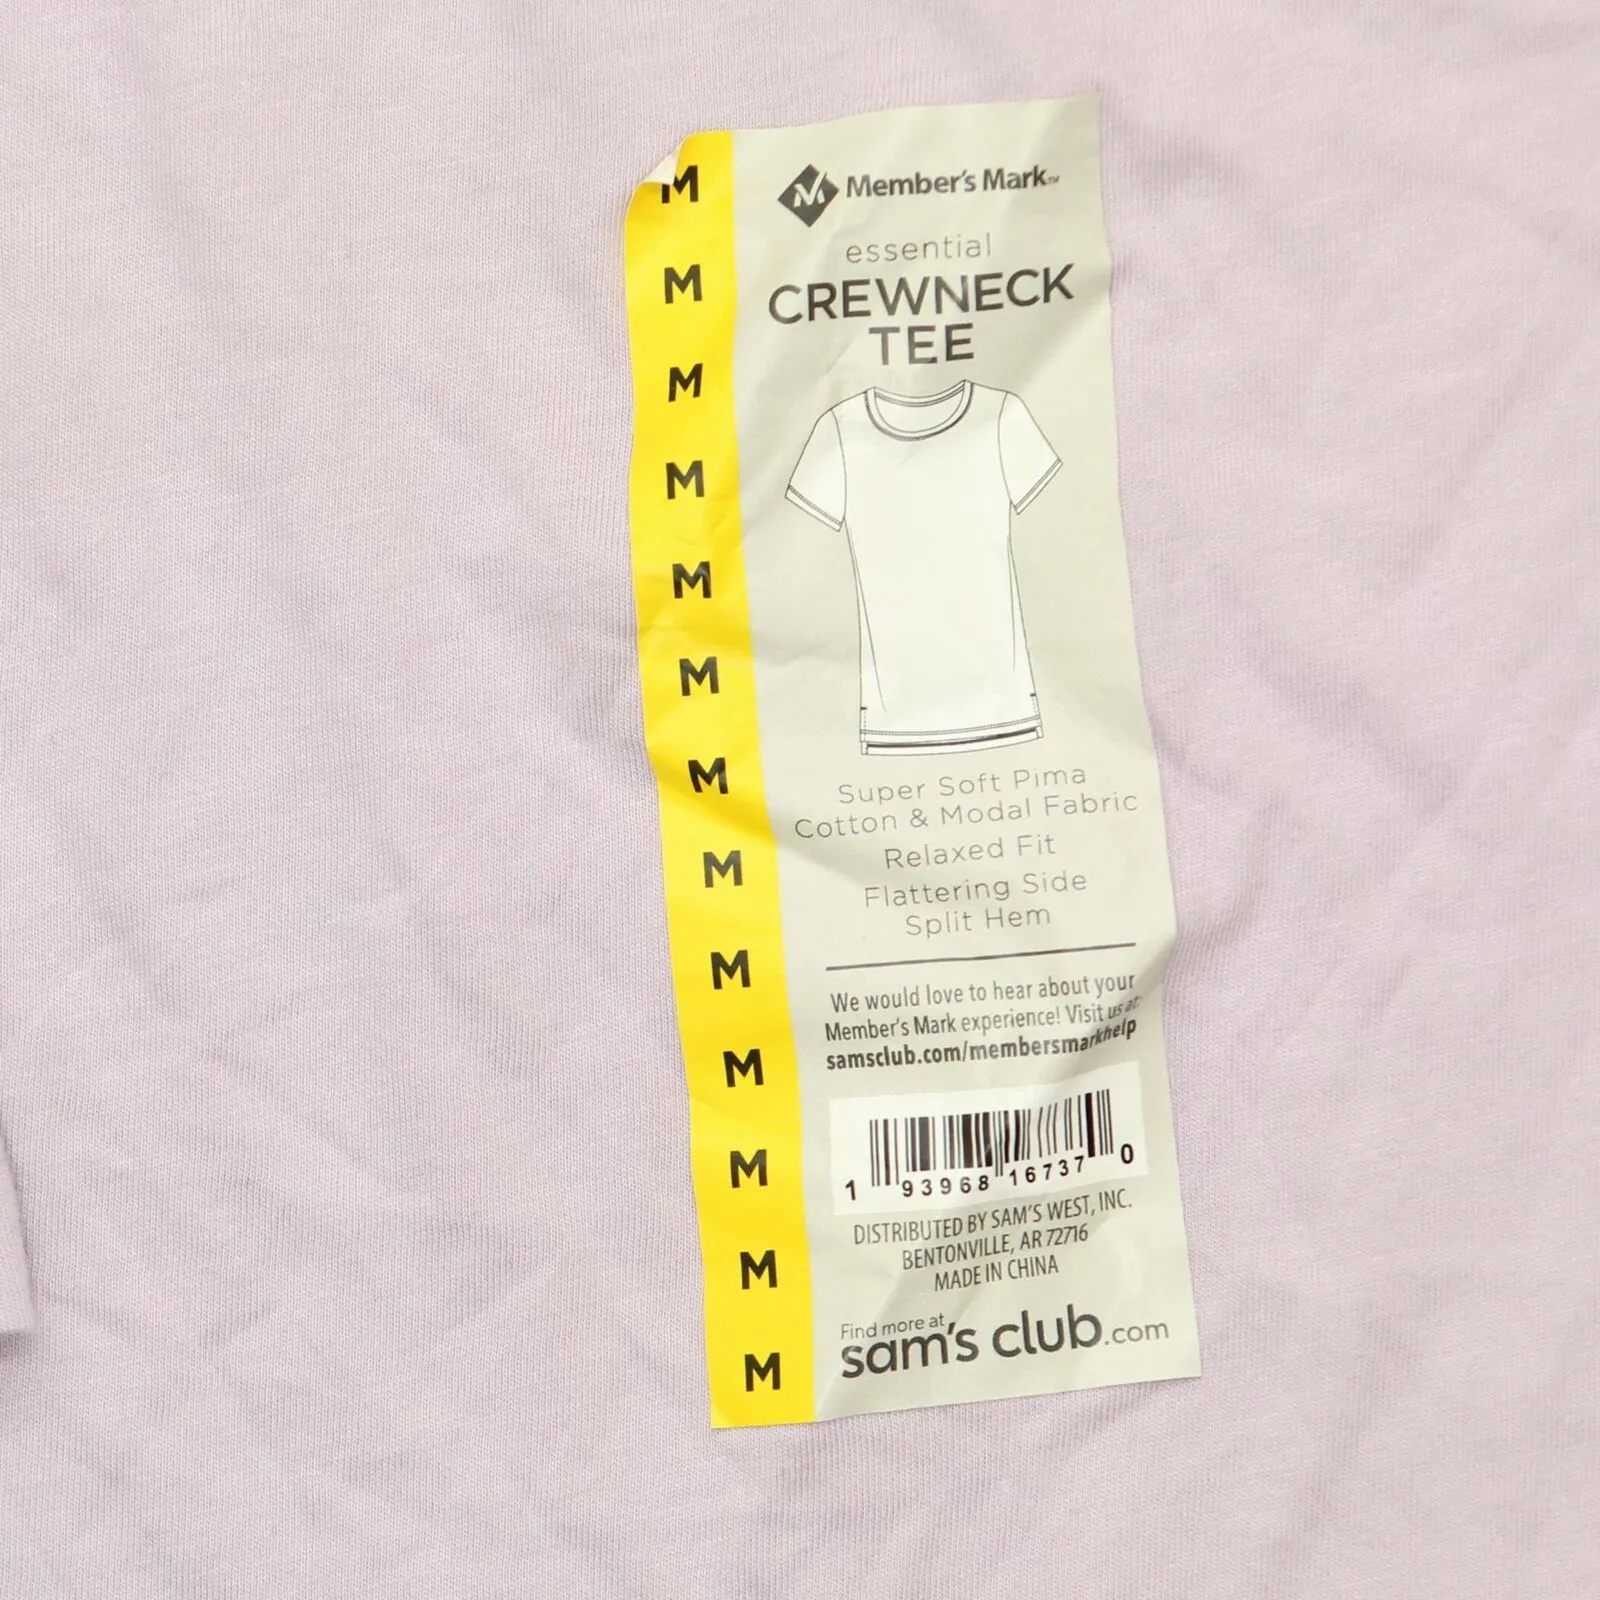 M
M
M
M
M
M
M
M
M
M
M
M
M
Member's Mark™
essential
CREWNECK
TEE
Super Soft Pima
Cotton & Modal Fabric
Relaxed Fit
Flattering Side
Split Hem
We would love to hear about your
Member's Mark experience! Visit us at:
samsclub.com/membersmarkhelp
1 93968 16737 0
DISTRIBUTED BY SAM'S WEST, INC.
BENTONVILLE, AR 72716
MADE IN CHINA
Find more at
sam's club.com